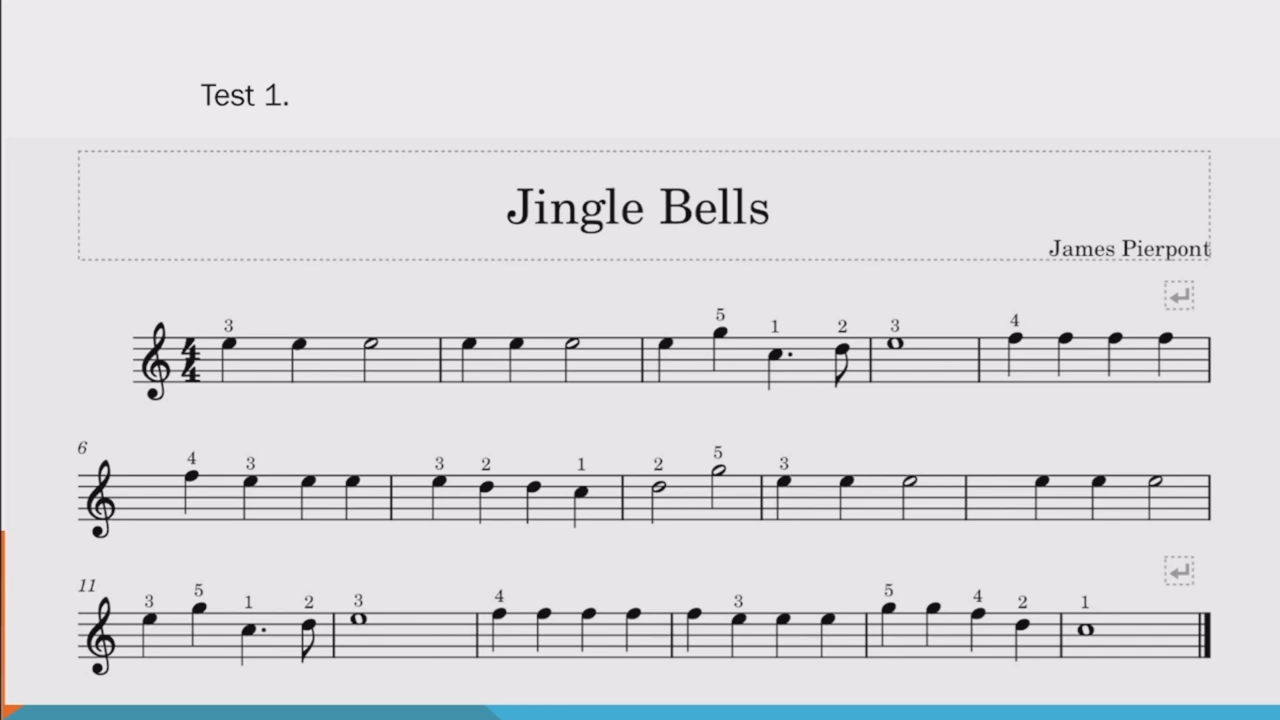 Test 1.
Jingle Bells
James Pierpont
3 5 1 2 3 4
4
4
6
4 3 3 2 1 2 5 3
11
3 5 1 2 3 4 3 5 4 2 1